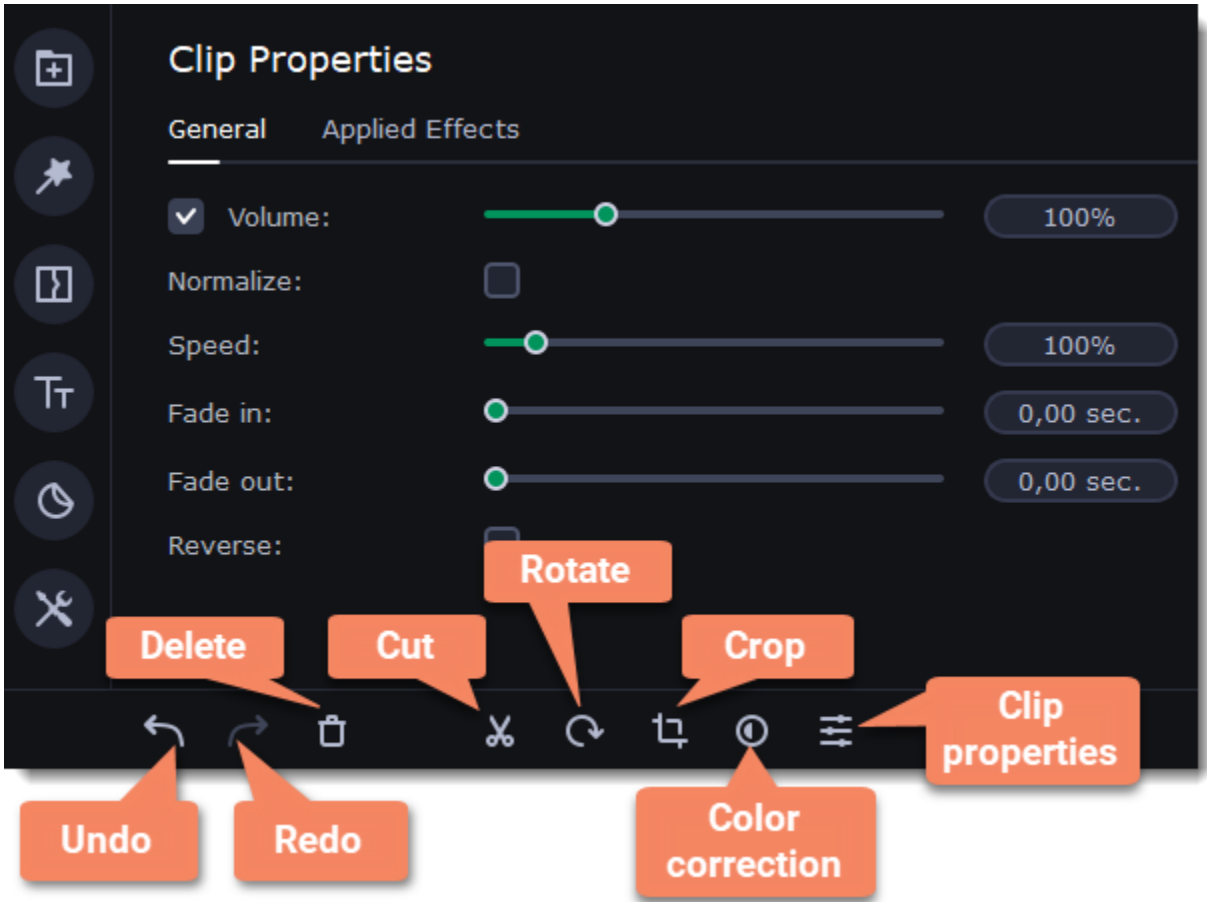 Clip Properties
General Applied Effects
Volume: 100%
Normalize:
Speed: 100%
Fade in: 0,00 sec.
Fade out: 0,00 sec.
Reverse:
Rotate
Delete Cut Crop
Clip
properties
Undo Redo
Color
correction